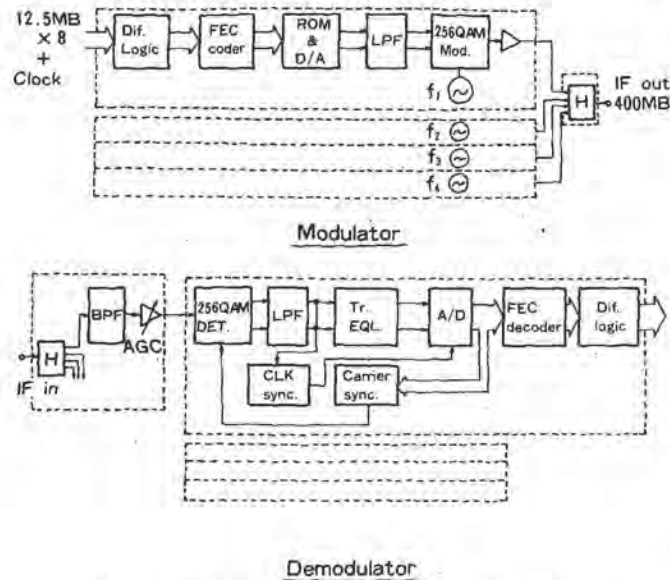 12.5MB
× 8
+
Clock
Dif.
Logic
FEC
coder
ROM
&
D/A
LPF
256QAM
Mod.
f₁
f₂
f₃
f₄
H
IF out
400MB
Modulator
IF in
H
BPF
AGC
256QAM
DET.
LPF
Tr.
EQL.
A/D
FEC
decoder
Dif.
logic
CLK
sync.
Carrier
sync.
Demodulator